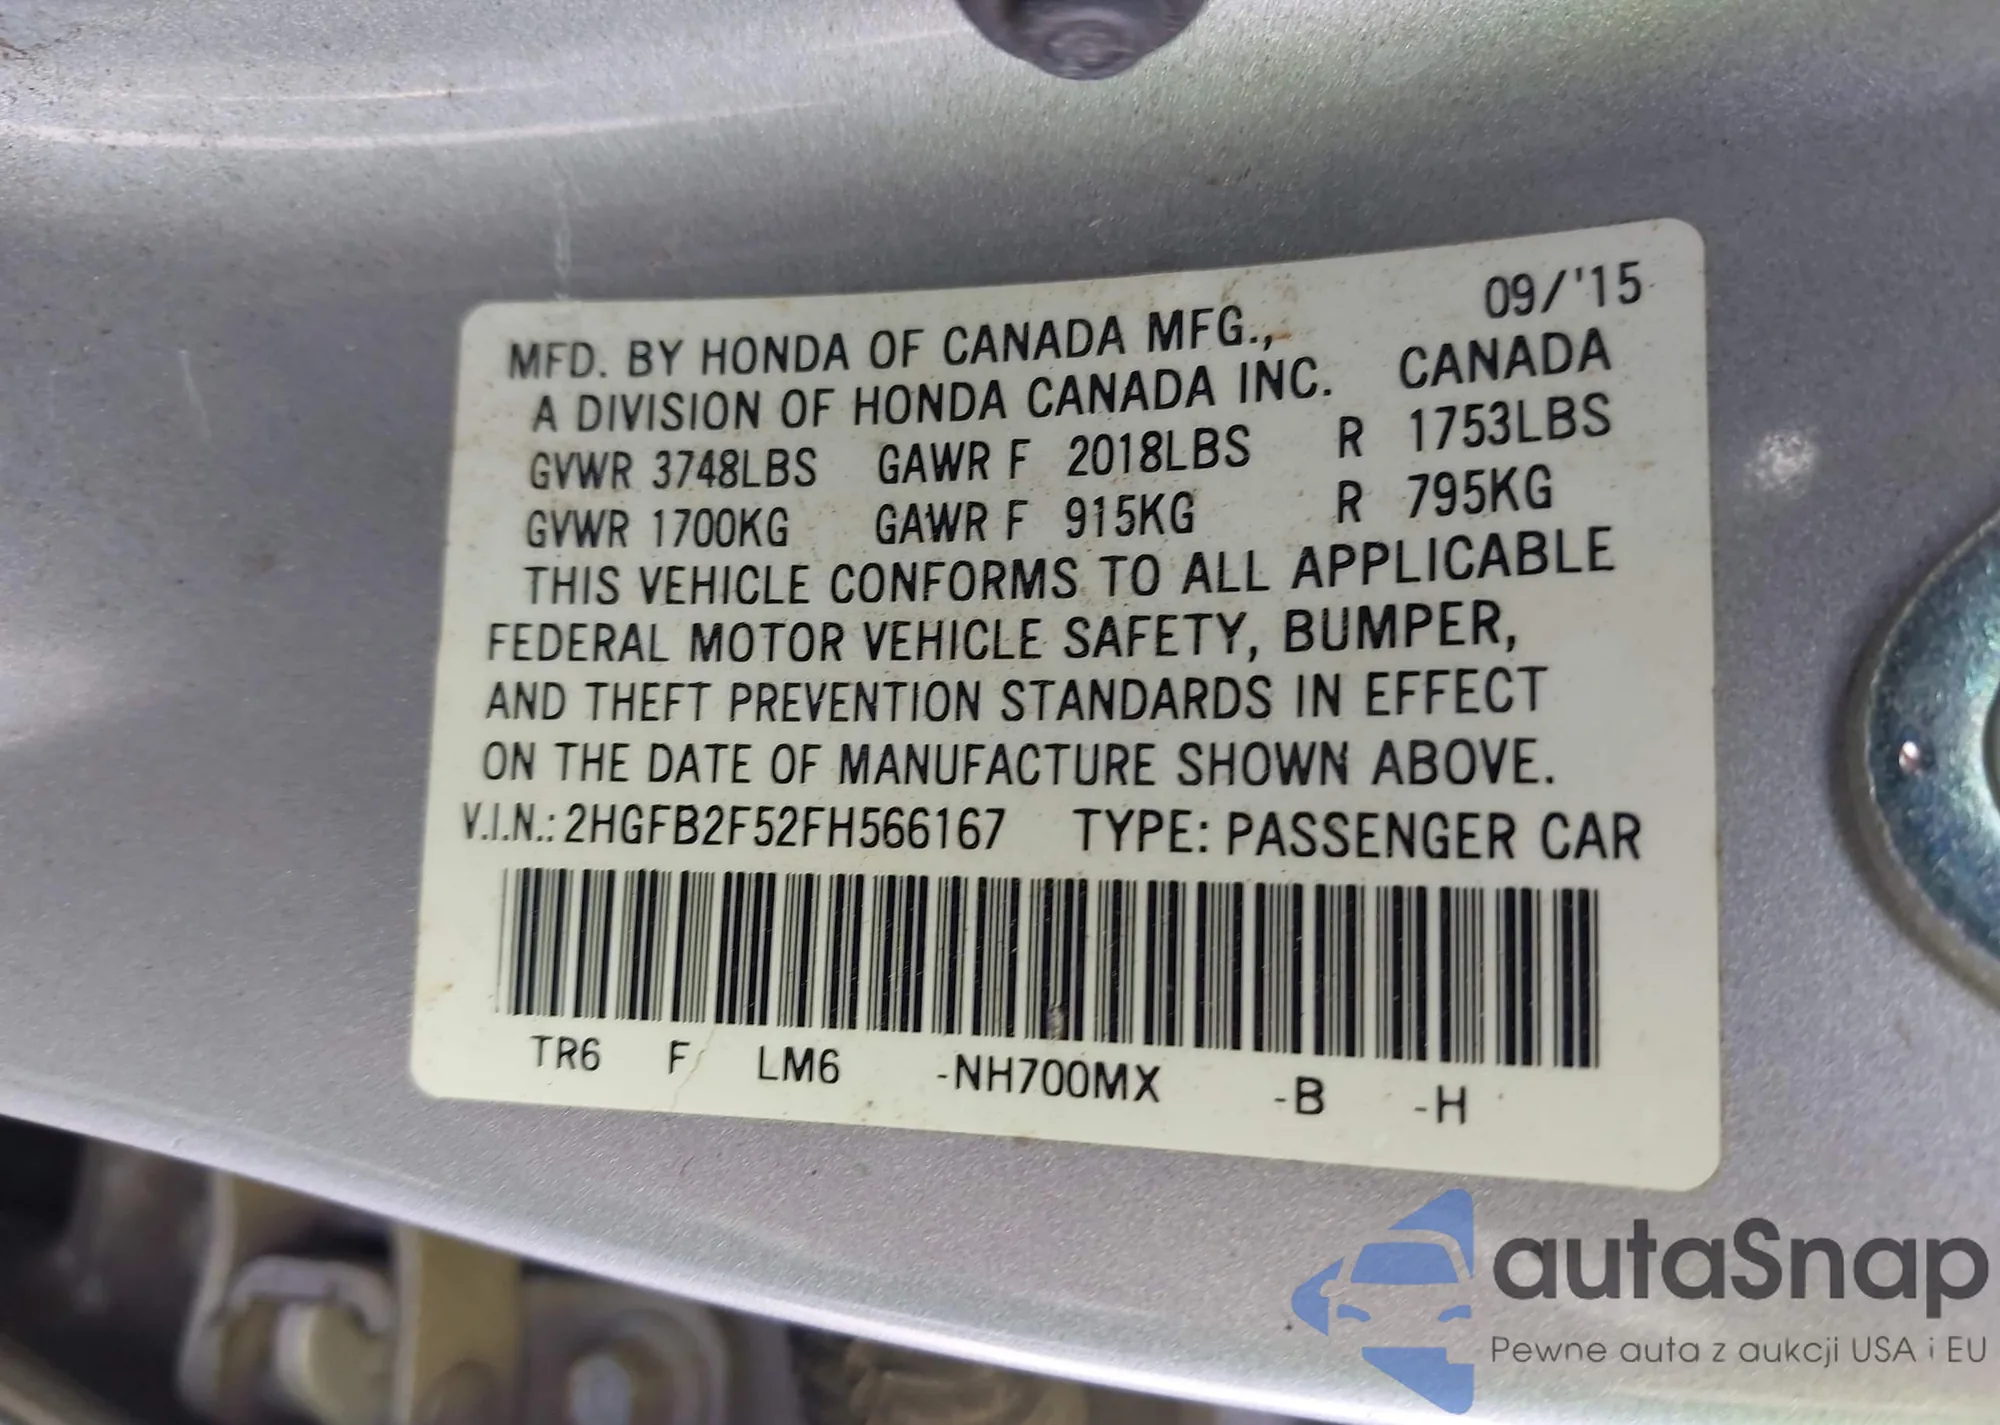 09/'15
MFD. BY HONDA OF CANADA MFG.,
A DIVISION OF HONDA CANADA INC. CANADA
GVWR 3748LBS GAWR F 2018LBS R 1753LBS
GVWR 1700KG GAWR F 915KG R 795KG
THIS VEHICLE CONFORMS TO ALL APPLICABLE
FEDERAL MOTOR VEHICLE SAFETY, BUMPER,
AND THEFT PREVENTION STANDARDS IN EFFECT
ON THE DATE OF MANUFACTURE SHOWN ABOVE.
V.I.N.: 2HGFB2F52FH566167 TYPE: PASSENGER CAR
TR6 F LM6 -NH700MX -B -H
autaSnap
Pewne auta z aukcji USA i EU